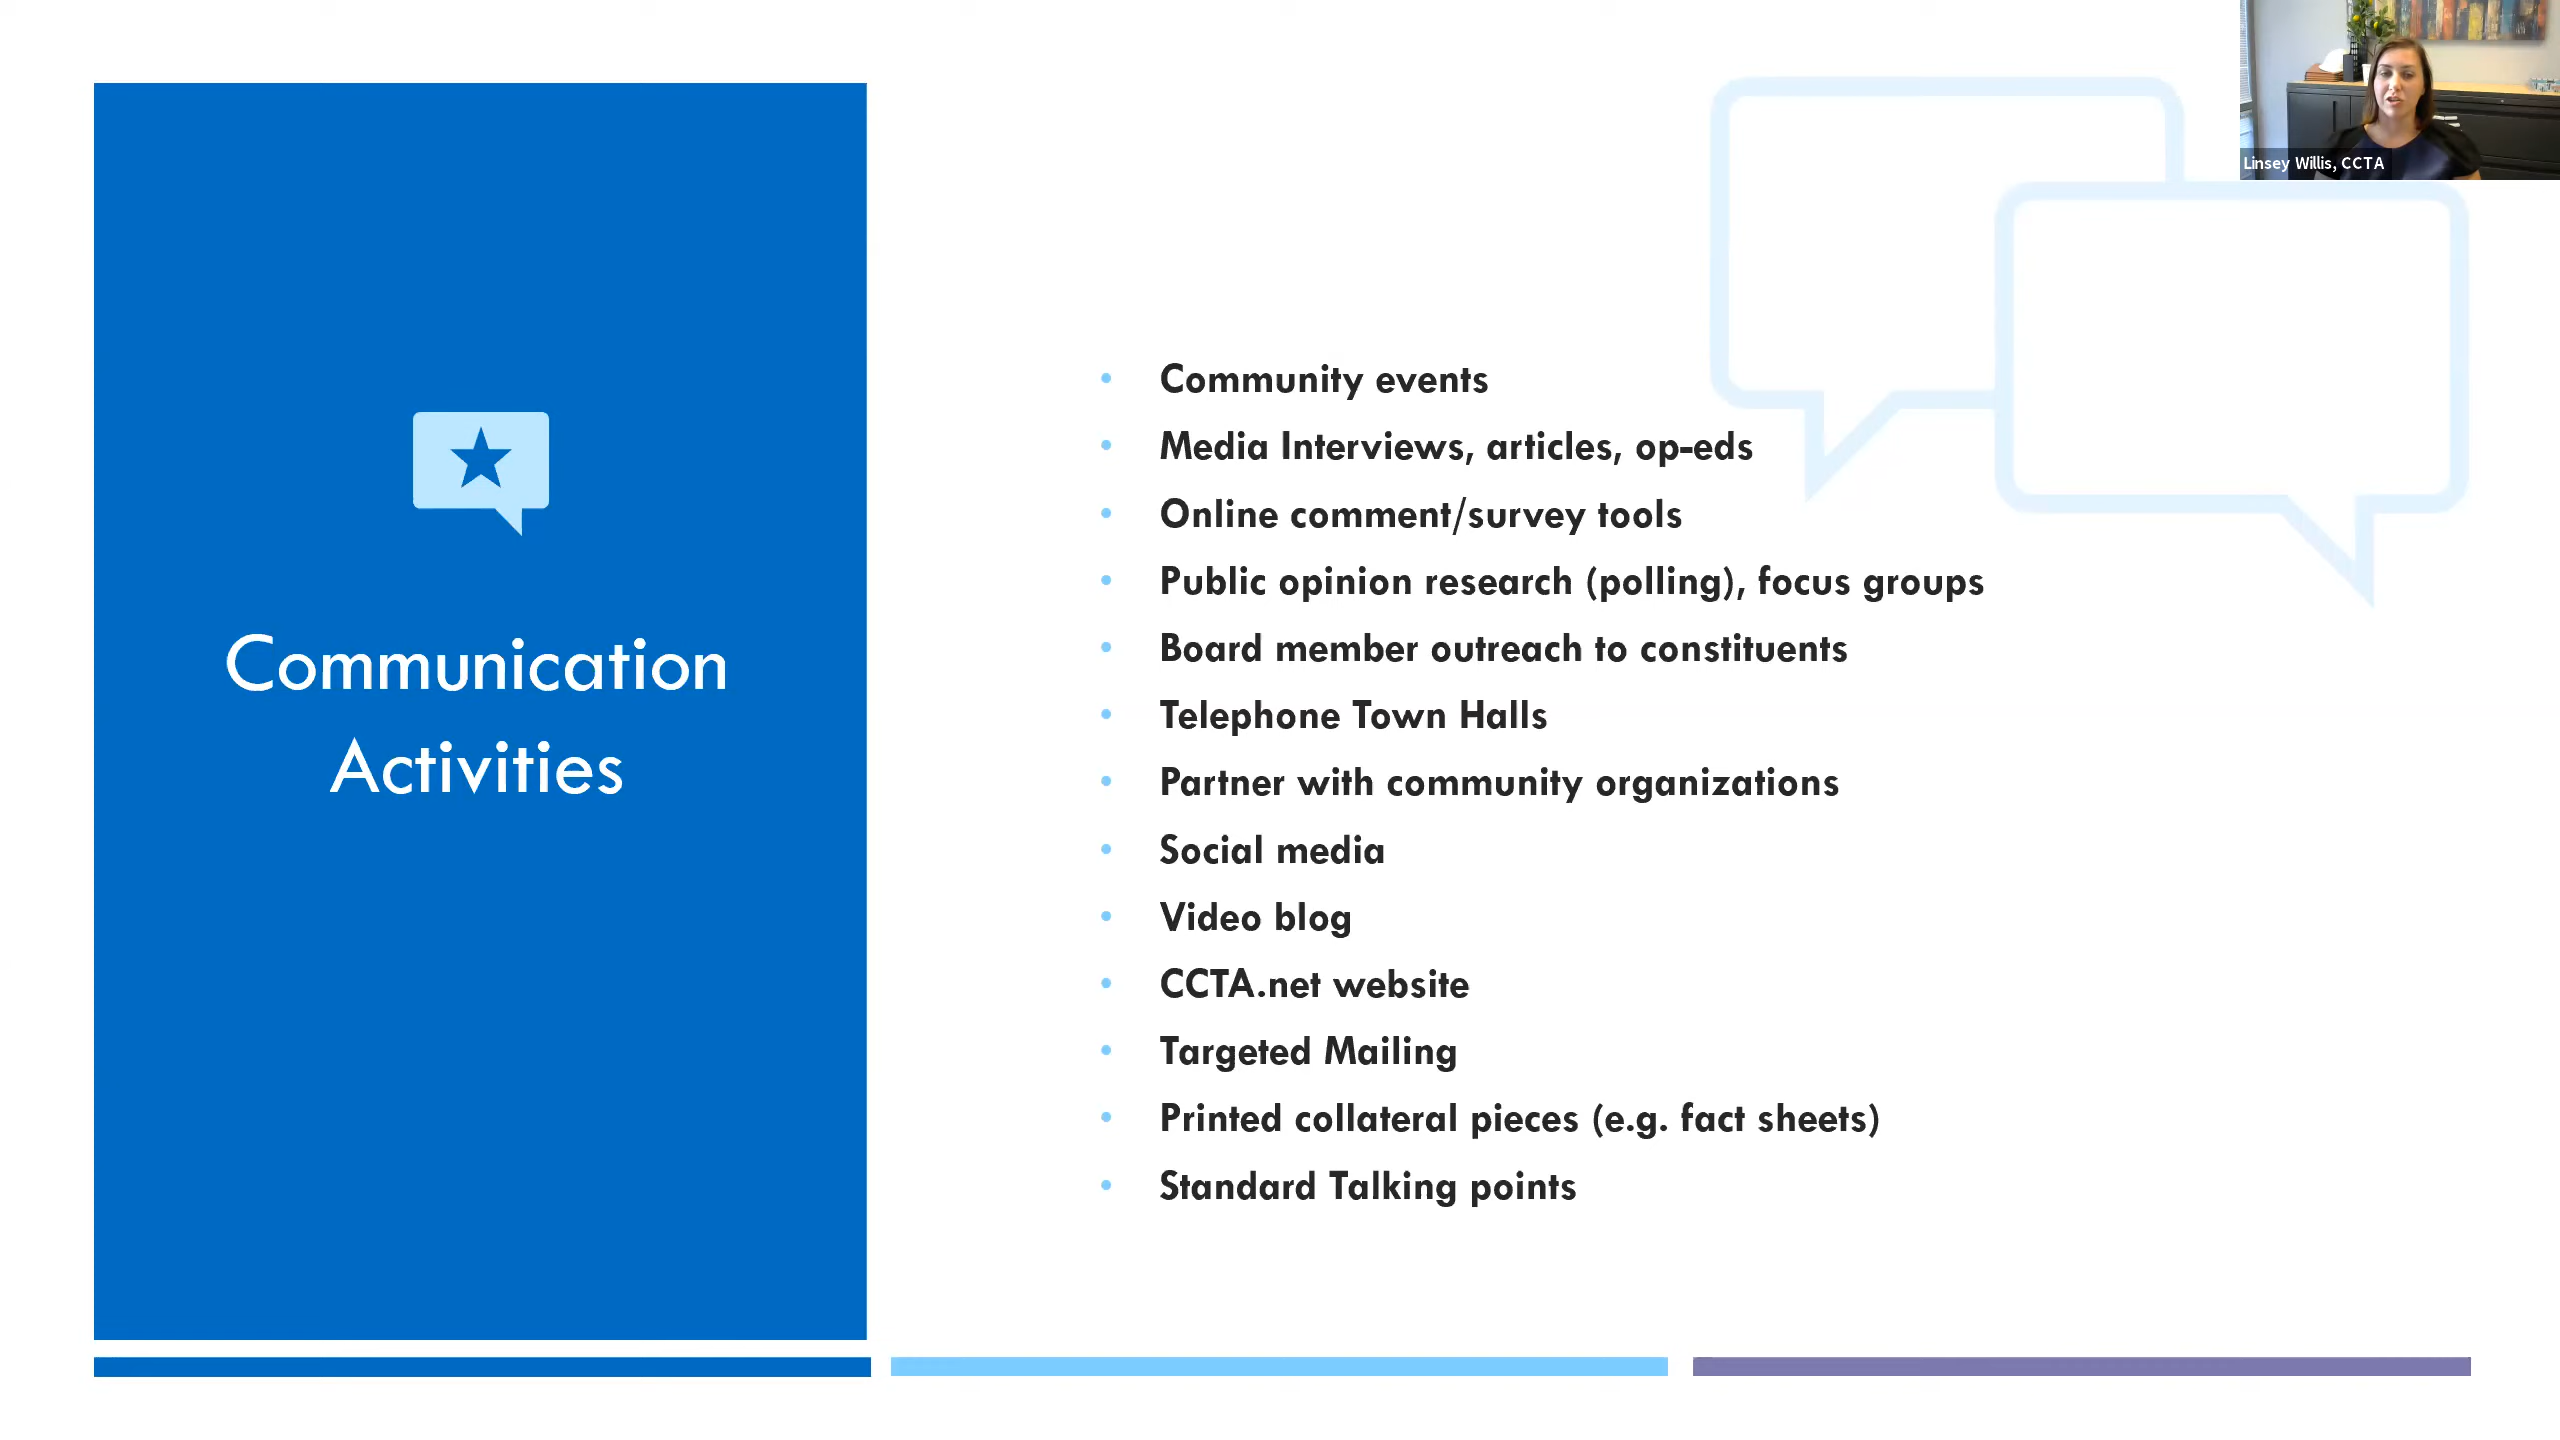 Linsey Willis, CCTA
Communication
Activities
Community events
Media Interviews, articles, op-eds
Online comment/survey tools
Public opinion research (polling), focus groups
Board member outreach to constituents
Telephone Town Halls
Partner with community organizations
Social media
Video blog
CCTA.net website
Targeted Mailing
Printed collateral pieces (e.g. fact sheets)
Standard Talking points